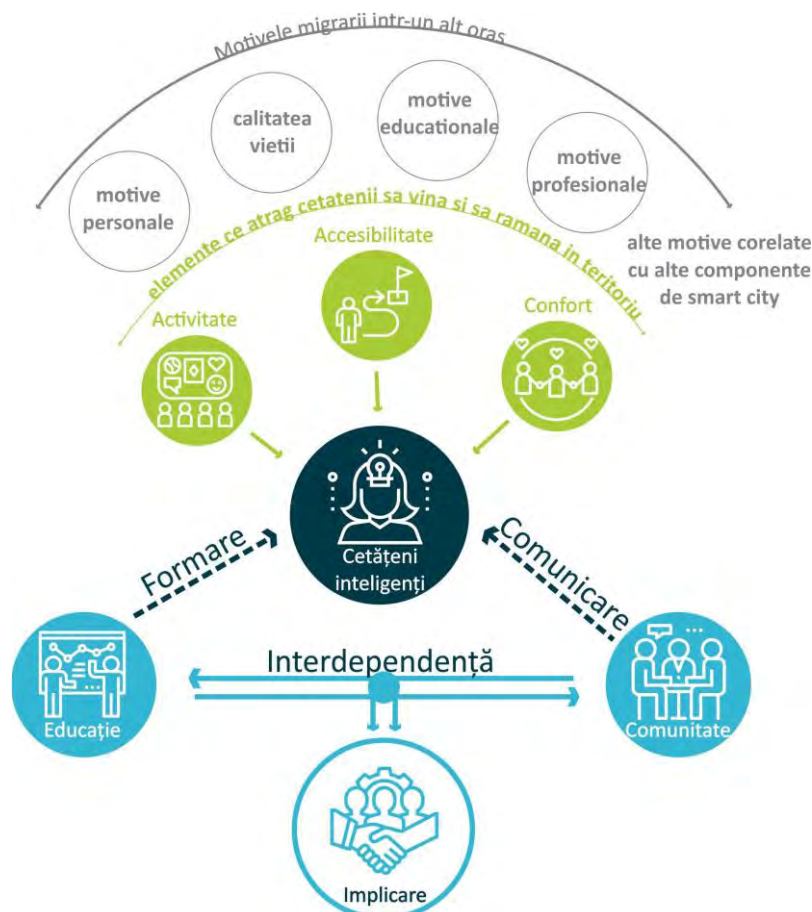 Motivele migrarii intr-un alt oras
motive
educationale
calitatea
vietii
motive
profesionale
motive
personale
elemente ce atrag cetatenii sa vina si sa ramana in teritoriu
alte motive corelate
cu alte componente
de smart city
Accesibilitate
Activitate
Confort
Cetățeni
inteligenți
Formare
Comunicare
Interdependență
Educație
Comunitate
Implicare